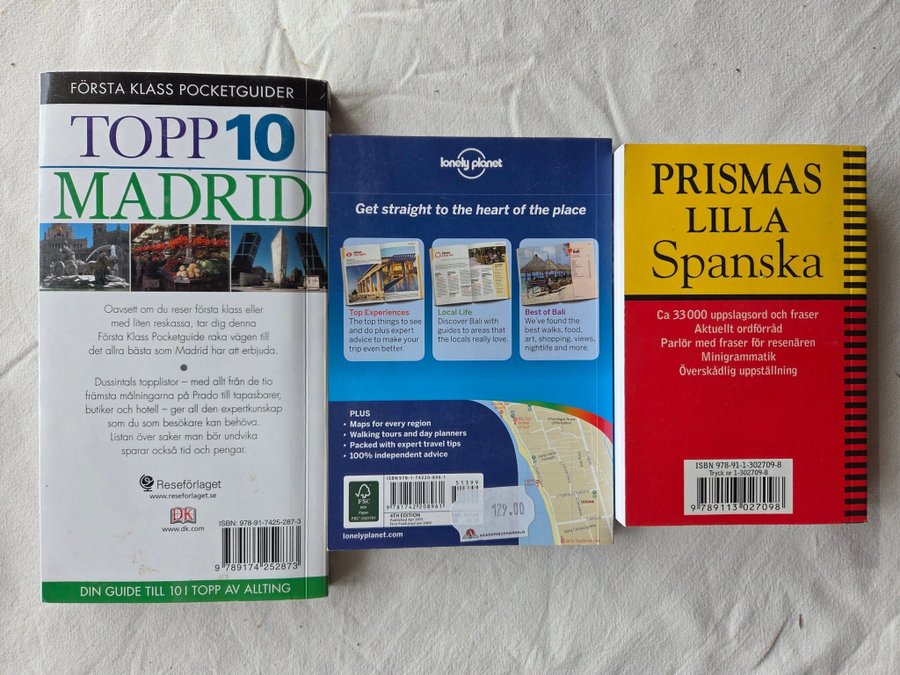 FÖRSTA KLASS POCKETGUIDER
TOPP 10
MADRID
Oavsett om du reser första klass eller
med liten reskassa, tar dig denna
Första Klass Pocketguide raka vägen till
det allra bästa som Madrid har att erbjuda.
Dussintals topplistor – med allt från de tio
främsta målningarna på Prado till tapasbarer,
butiker och hotell – ger all den expertkunskap
som du som besökare kan behöva.
Listan över saker man bör undvika
sparar också tid och pengar.
Reseförlaget
www.reseforlaget.se
DK
www.dk.com
ISBN: 978-91-7425-287-3
9 789174 252873
DIN GUIDE TILL 10 I TOPP AV ALLTING
lonely planet
Get straight to the heart of the place
Top Experiences
The top things to see
and do plus expert
advice to make your
trip even better.
Local Life
Discover Bali with
guides to areas that
the locals really love.
Best of Bali
We've found the
best walks, food,
art, shopping, views,
nightlife and more.
PLUS
• Maps for every region
• Walking tours and day planners
• Packed with expert travel tips
• 100% independent advice
FSC
ISBN 978-1-74220-896-1
9 781742 208961
51399
4TH EDITION
129.00
AKADEMIBOKHANDELN
lonelyplanet.com
PRISMAS
LILLA
Spanska
Ca 33 000 uppslagsord och fraser
Aktuellt ordförråd
Parlör med fraser för resenären
Minigrammatik
Överskådlig uppställning
ISBN 978-91-1-302709-8
Tryck nr 1-302709-8
9 789113 027098